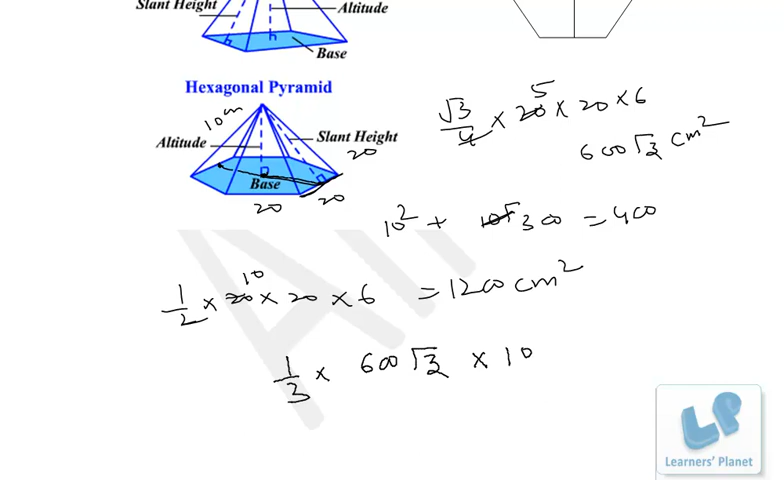 Slant Height
Altitude
Base
Hexagonal Pyramid
10cm
Altitude
Slant Height
20
Base
20
20
√3/4 × 20 5 × 20 × 6
600√3 cm²
10² + 300 = 400
1/2 × 20 10 × 20 × 6 = 1200 cm²
1/3 × 600√3 × 10
LP
Learners' Planet